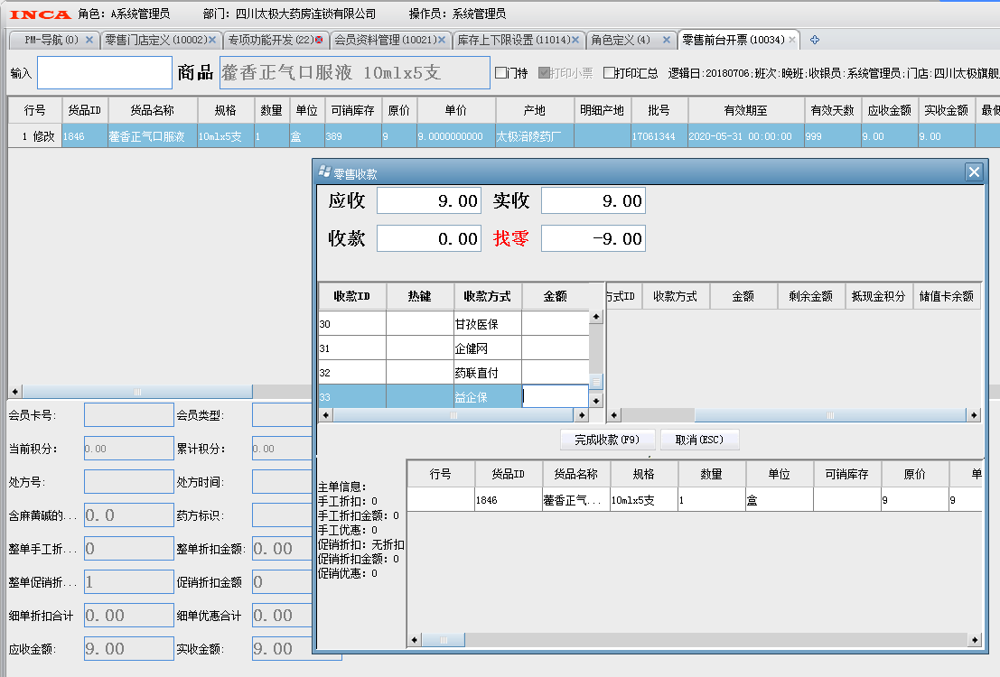 INCA 角色: A系统管理员 部门: 四川太极大药房连锁有限公司 操作员: 系统管理员
PM-导航(0) 零售门店定义(10002) 专项功能开发(22) 会员资料管理(10021) 库存上下限设置(11014) 角色定义(4) 零售前台开票(10034)
输入 商品 藿香正气口服液 10mlx5支 门特 打印小票 打印汇总 逻辑日:20180706;班次:晚班;收银员:系统管理员;门店:四川太极旗舰
行号 货品ID 货品名称 规格 数量 单位 可销库存 原价 单价 产地 明细产地 批号 有效期至 有效天数 应收金额 实收金额 最低
1 修改 1846 藿香正气口服液 10mlx5支 1 盒 389 9 9.0000000000 太极涪陵药厂 17061344 2020-05-31 00:00:00 999 9.00 9.00
零售收款
应收 9.00 实收 9.00
收款 0.00 找零 -9.00
收款ID 热键 收款方式 金额
30 甘孜医保
31 企健网
32 药联直付
33 益企保
方式ID 收款方式 金额 剩余金额 抵现金积分 储值卡余额
完成收款(F9) 取消(ESC)
主单信息:
手工折扣: 0
手工折扣金额: 0
手工优惠: 0
促销折扣: 无折扣
促销折扣金额: 0
促销优惠: 0
行号 货品ID 货品名称 规格 数量 单位 可销库存 原价 单
1846 藿香正气... 10mlx5支 1 盒 9 9
会员卡号: 会员类型:
当前积分: 0.00 累计积分: 0.00
处方号: 处方时间:
含麻黄碱的... 0.0 药方标识:
整单手工折... 0 整单折扣金额: 0.00
整单促销折... 1 促销折扣金额 0
细单折扣合计 0.00 细单优惠合计 0.00
应收金额: 9.00 实收金额: 9.00